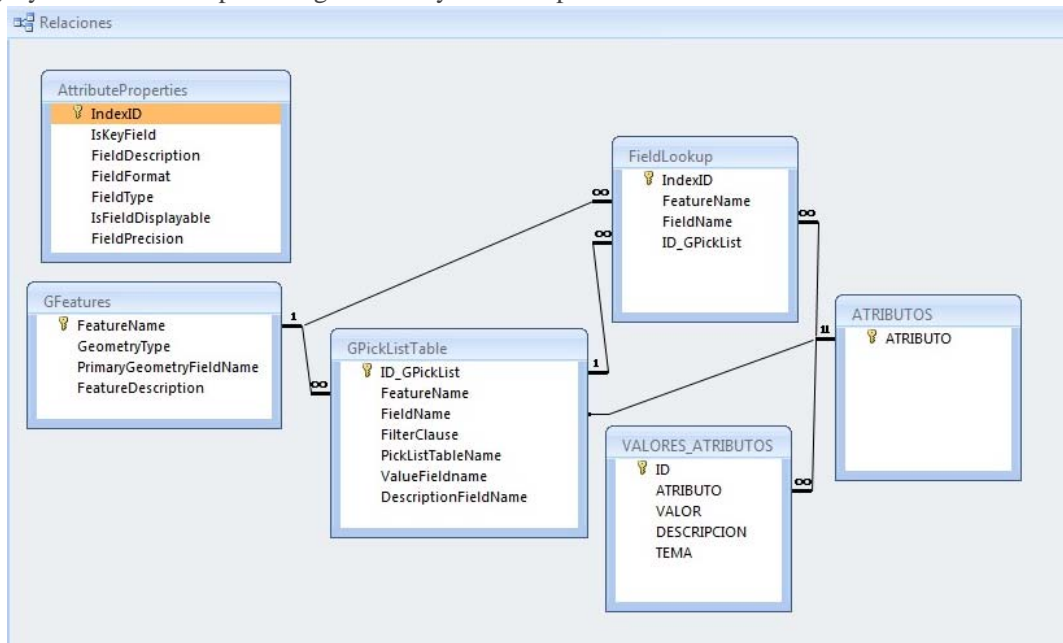 Relaciones
AttributeProperties
IndexID
IsKeyField
FieldDescription
FieldFormat
FieldType
IsFieldDisplayable
FieldPrecision
GFeatures
FeatureName
GeometryType
PrimaryGeometryFieldName
FeatureDescription
GPickListTable
ID_GPickList
FeatureName
FieldName
FilterClause
PickListTableName
ValueFieldname
DescriptionFieldName
FieldLookup
IndexID
FeatureName
FieldName
ID_GPickList
VALORES_ATRIBUTOS
ID
ATRIBUTO
VALOR
DESCRIPCION
TEMA
ATRIBUTOS
ATRIBUTO
1
∞
∞
∞
1
∞
11
∞